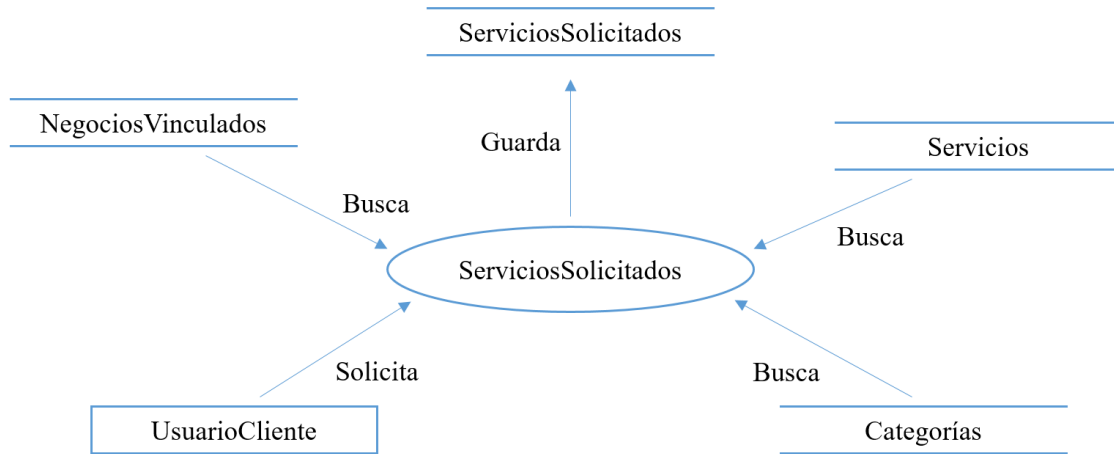 ServiciosSolicitados
NegociosVinculados
Guarda
Servicios
Busca
Busca
ServiciosSolicitados
Solicita
Busca
UsuarioCliente
Categorías